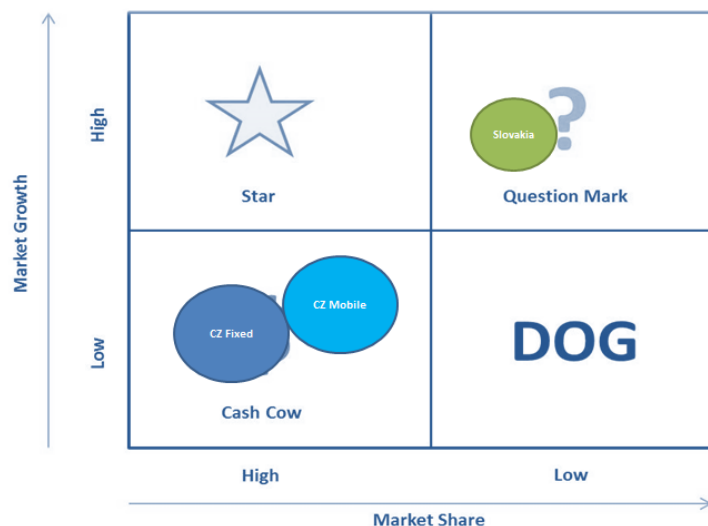 Market Growth
High
Low
?
Slovakia
Star
Question Mark
CZ Fixed
CZ Mobile
DOG
Cash Cow
High
Low
Market Share